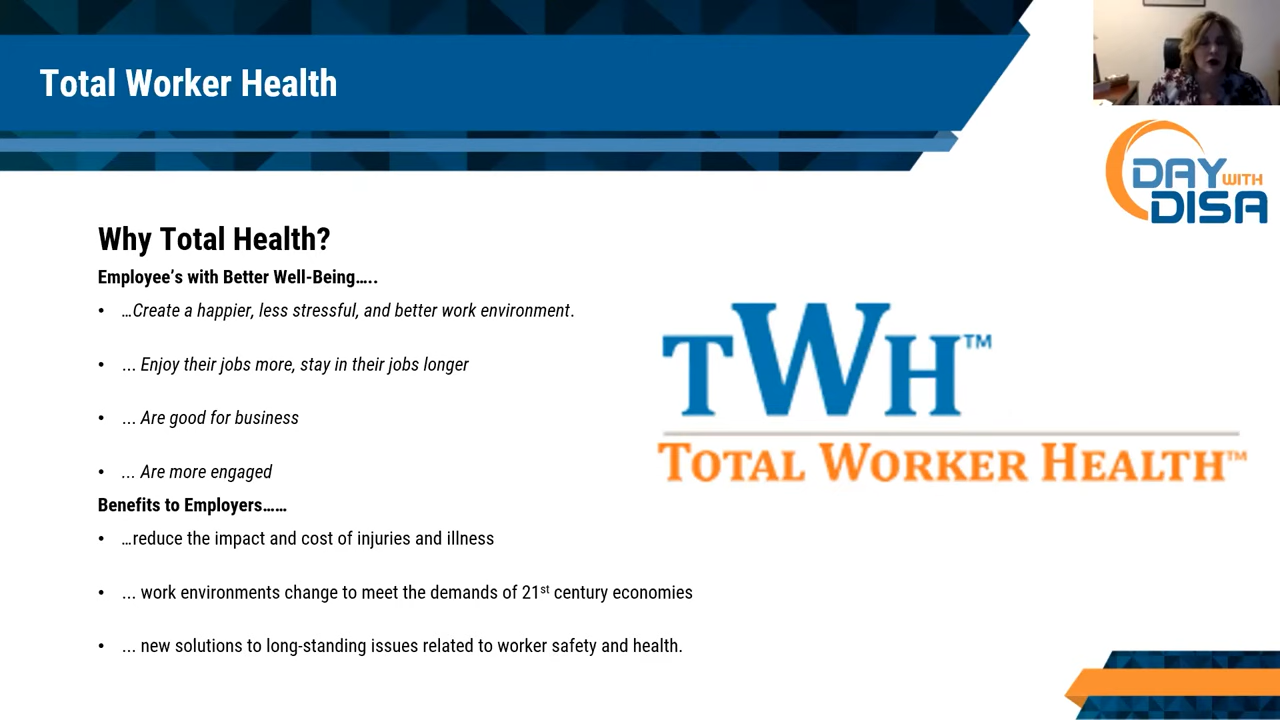 Total Worker Health
DAY WITH
DISA
Why Total Health?
Employee’s with Better Well-Being…..
• …Create a happier, less stressful, and better work environment.
• ... Enjoy their jobs more, stay in their jobs longer
• ... Are good for business
• ... Are more engaged
Benefits to Employers……
• …reduce the impact and cost of injuries and illness
• ... work environments change to meet the demands of 21st century economies
• ... new solutions to long-standing issues related to worker safety and health.
TWH™
TOTAL WORKER HEALTH™